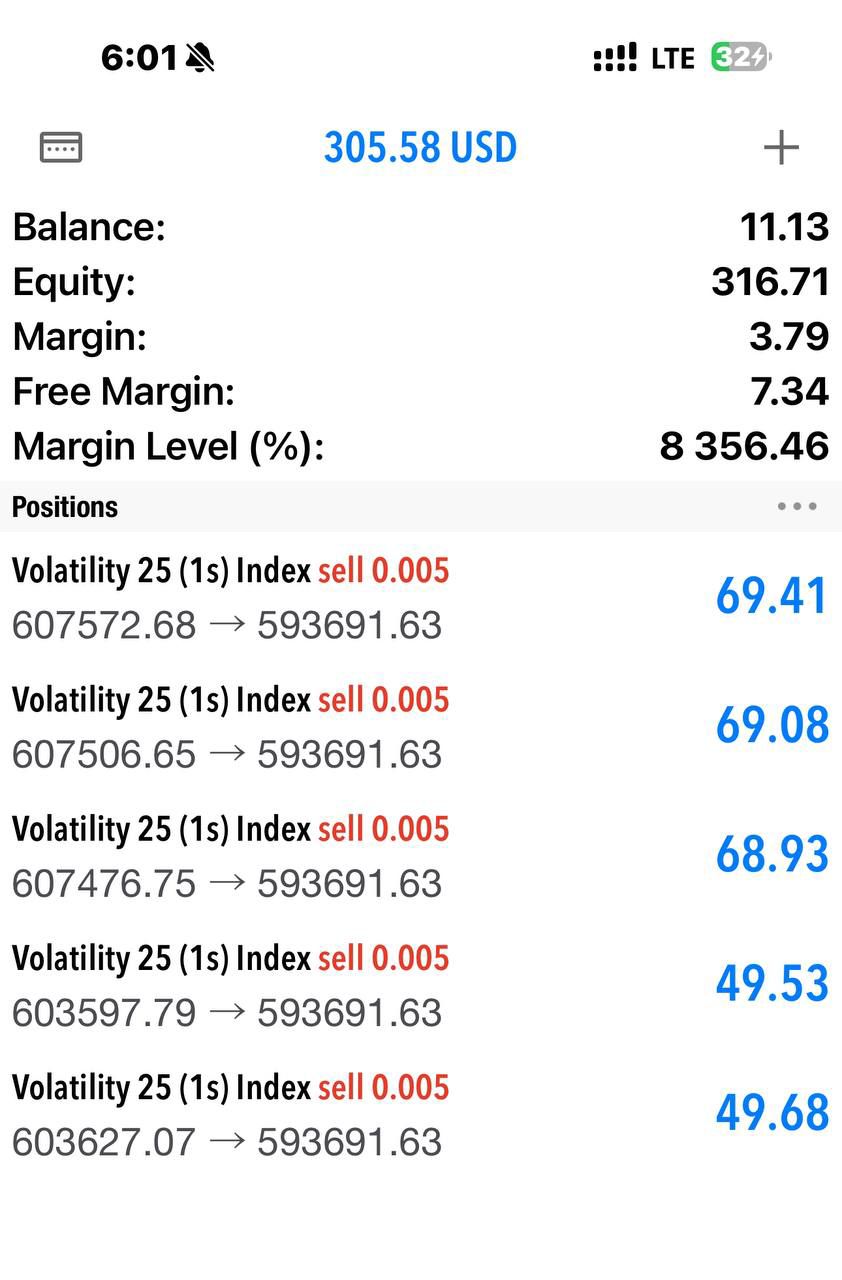 6:01
LTE
32
305.58 USD
Balance: 11.13
Equity: 316.71
Margin: 3.79
Free Margin: 7.34
Margin Level (%): 8 356.46
Positions
Volatility 25 (1s) Index sell 0.005
607572.68 → 593691.63
69.41
Volatility 25 (1s) Index sell 0.005
607506.65 → 593691.63
69.08
Volatility 25 (1s) Index sell 0.005
607476.75 → 593691.63
68.93
Volatility 25 (1s) Index sell 0.005
603597.79 → 593691.63
49.53
Volatility 25 (1s) Index sell 0.005
603627.07 → 593691.63
49.68